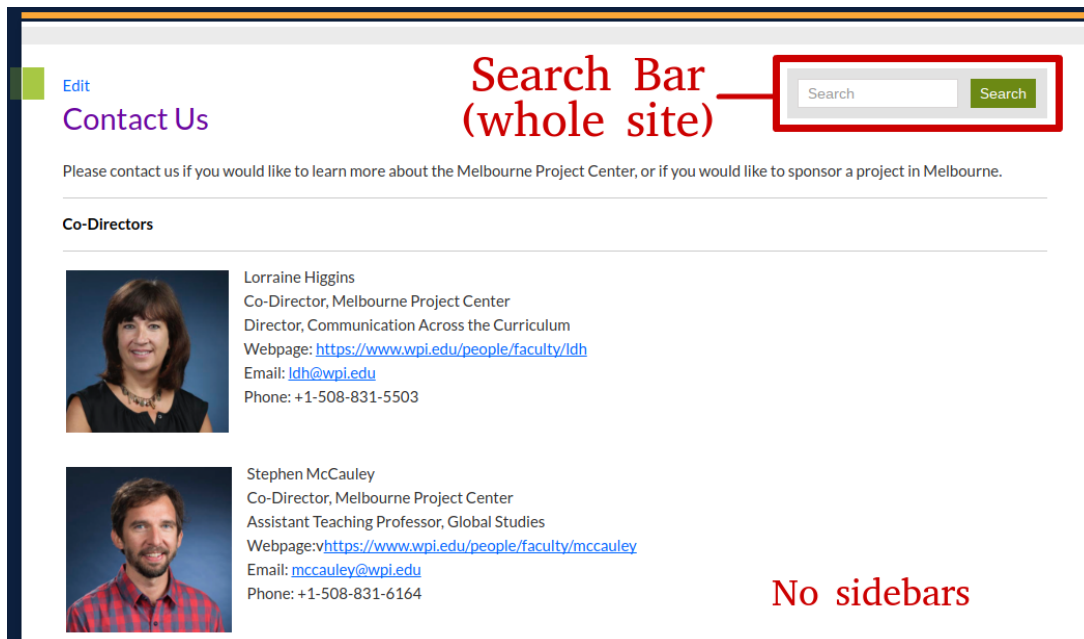 Edit
Contact Us
Search Bar
(whole site)
Search Search
Please contact us if you would like to learn more about the Melbourne Project Center, or if you would like to sponsor a project in Melbourne.
Co-Directors
Lorraine Higgins
Co-Director, Melbourne Project Center
Director, Communication Across the Curriculum
Webpage: https://www.wpi.edu/people/faculty/ldh
Email: ldh@wpi.edu
Phone: +1-508-831-5503
Stephen McCauley
Co-Director, Melbourne Project Center
Assistant Teaching Professor, Global Studies
Webpage:vhttps://www.wpi.edu/people/faculty/mccauley
Email: mccauley@wpi.edu
Phone: +1-508-831-6164
No sidebars